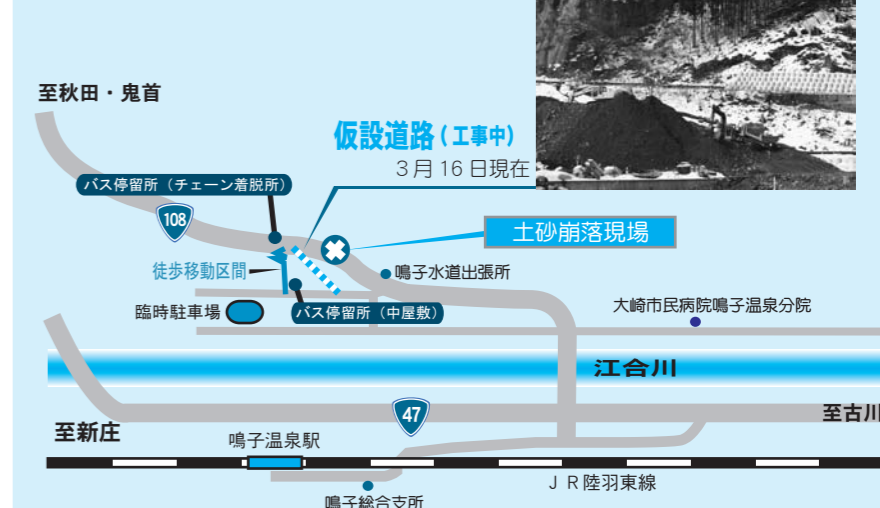 至秋田・鬼首
仮設道路(工事中)
3月16日現在
バス停留所(チェーン着脱所)
108
土砂崩落現場
徒歩移動区間
鳴子水道出張所
臨時駐車場
バス停留所(中屋敷)
大崎市民病院鳴子温泉分院
江合川
47
至古川
至新庄
鳴子温泉駅
JR陸羽東線
鳴子総合支所